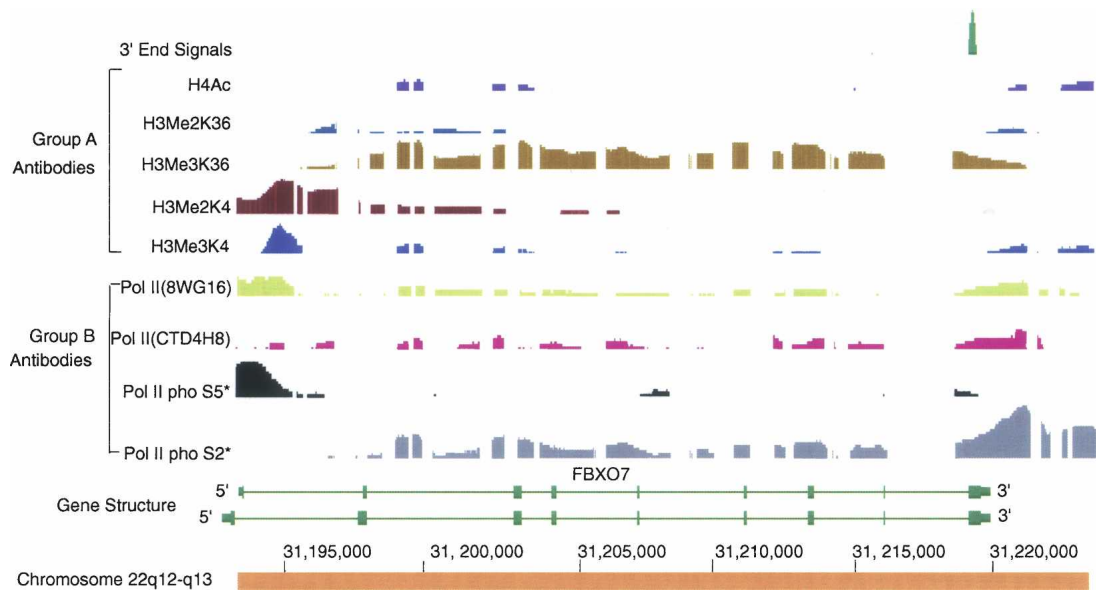 3' End Signals
H4Ac
H3Me2K36
Group A
Antibodies
H3Me3K36
H3Me2K4
H3Me3K4
Pol II(8WG16)
Group B
Antibodies
Pol II(CTD4H8)
Pol II pho S5*
Pol II pho S2*
FBXO7
5' 3'
Gene Structure
5' 3'
31,195,000 31,200,000 31,205,000 31,210,000 31,215,000 31,220,000
Chromosome 22q12-q13